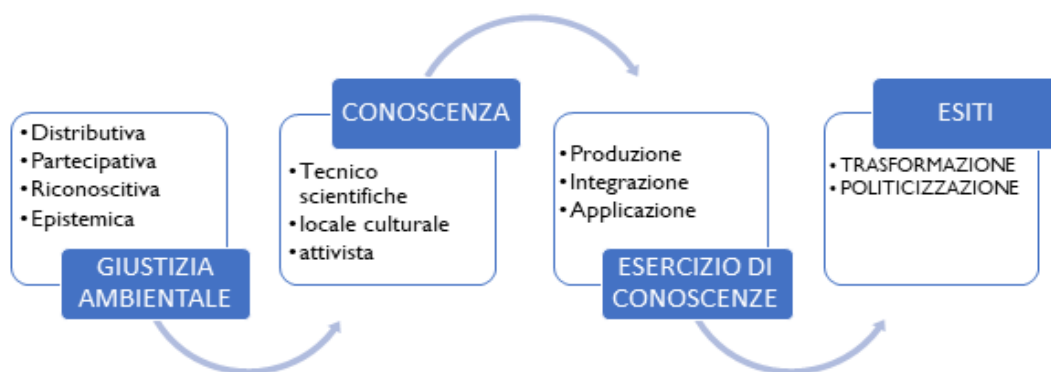 • Distributiva
• Partecipativa
• Riconoscitiva
• Epistemica
GIUSTIZIA
AMBIENTALE
CONOSCENZA
• Tecnico
scientifiche
• locale culturale
• attivista
• Produzione
• Integrazione
• Applicazione
ESERCIZIO DI
CONOSCENZE
ESITI
• TRASFORMAZIONE
• POLITICIZZAZIONE